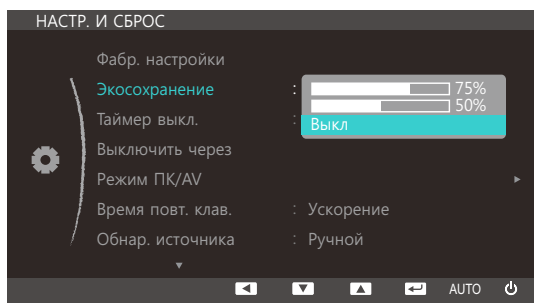 НАСТР. И СБРОС
Фабр. настройки
Экосохранение : 75%
50%
Таймер выкл. : Выкл
Выключить через
Режим ПК/AV
Время повт. клав. : Ускорение
Обнар. источника : Ручной
AUTO